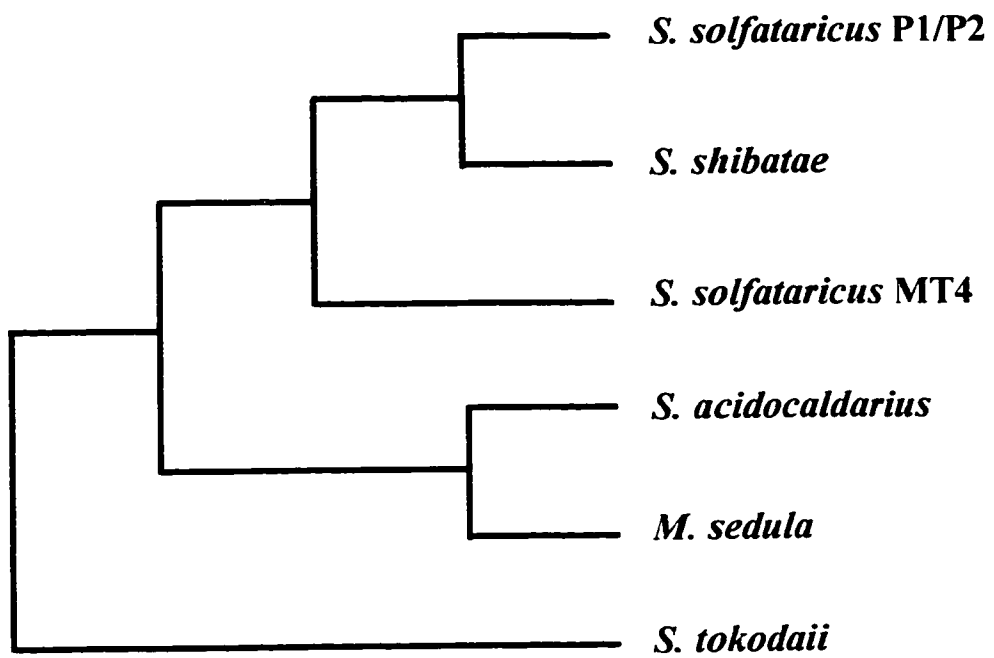 S. solfataricus P1/P2
S. shibatae
S. solfataricus MT4
S. acidocaldarius
M. sedula
S. tokodaii